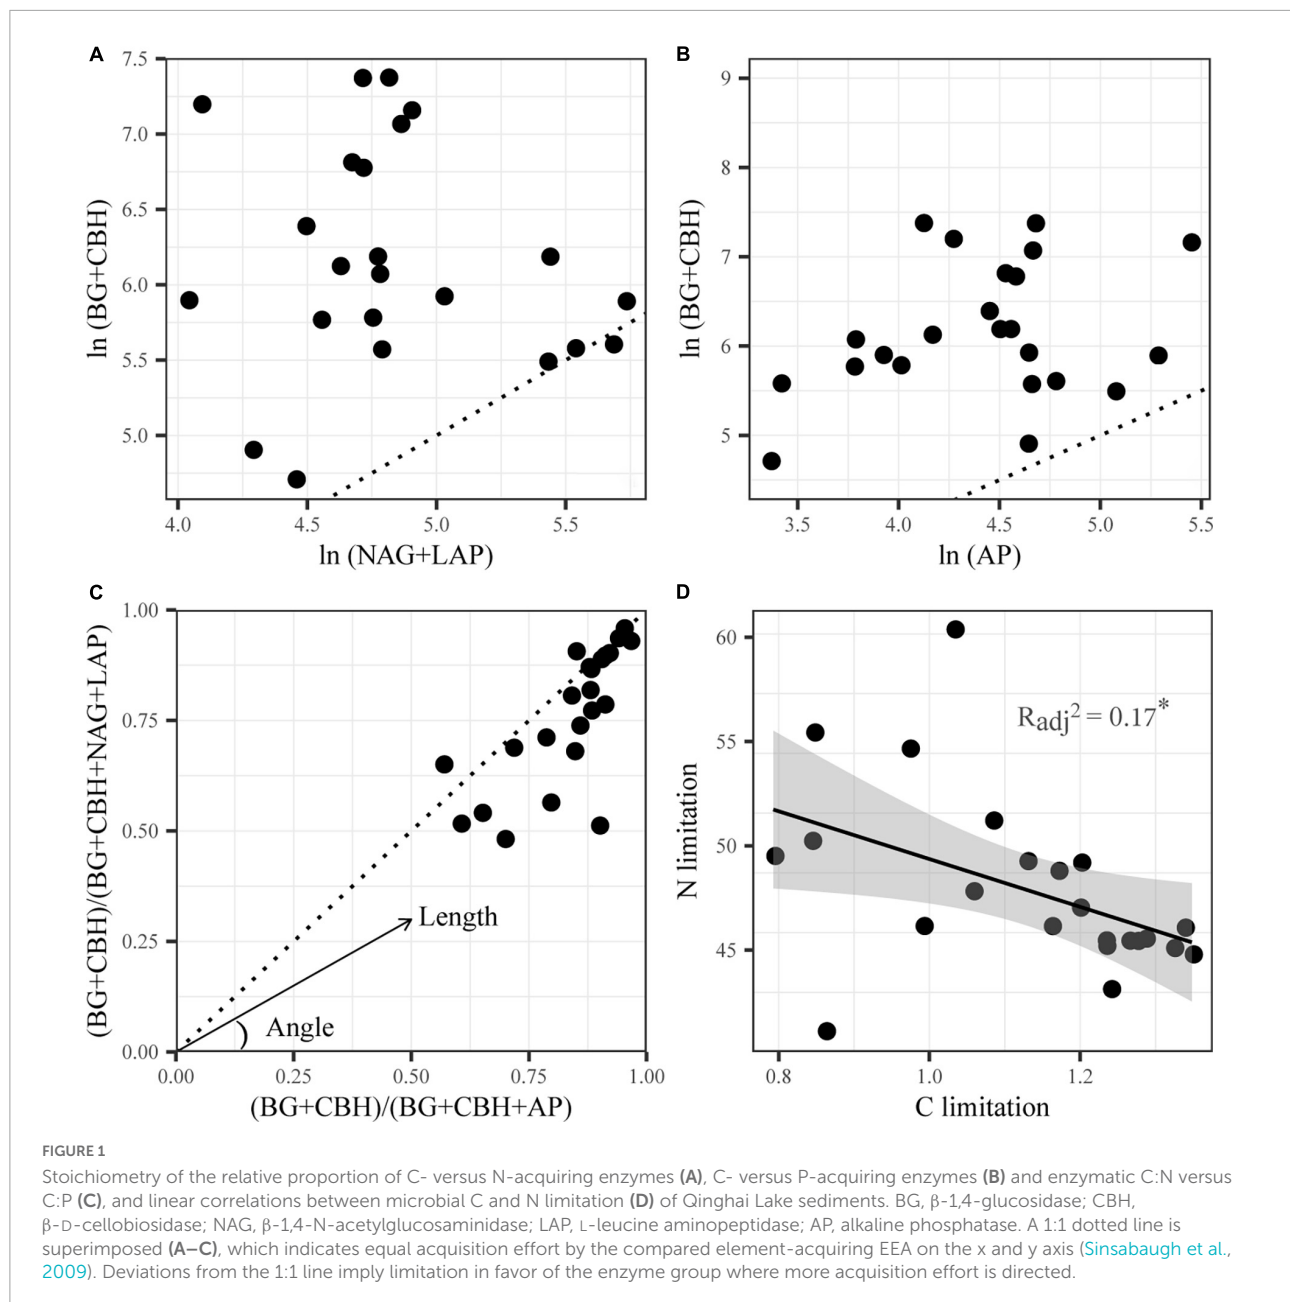 A
7.5
7.0
6.5
6.0
5.5
5.0
ln (BG+CBH)
4.0 4.5 5.0 5.5
ln (NAG+LAP)
B
9
8
7
6
5
ln (BG+CBH)
3.5 4.0 4.5 5.0 5.5
ln (AP)
C
1.00
0.75
0.50
0.25
0.00
(BG+CBH)/(BG+CBH+NAG+LAP)
Length
Angle
0.00 0.25 0.50 0.75 1.00
(BG+CBH)/(BG+CBH+AP)
D
60
55
50
45
N limitation
Radj² = 0.17*
0.8 1.0 1.2
C limitation
FIGURE 1
Stoichiometry of the relative proportion of C- versus N-acquiring enzymes (A), C- versus P-acquiring enzymes (B) and enzymatic C:N versus
C:P (C), and linear correlations between microbial C and N limitation (D) of Qinghai Lake sediments. BG, β-1,4-glucosidase; CBH,
β-D-cellobiosidase; NAG, β-1,4-N-acetylglucosaminidase; LAP, L-leucine aminopeptidase; AP, alkaline phosphatase. A 1:1 dotted line is
superimposed (A–C), which indicates equal acquisition effort by the compared element-acquiring EEA on the x and y axis (Sinsabaugh et al.,
2009). Deviations from the 1:1 line imply limitation in favor of the enzyme group where more acquisition effort is directed.